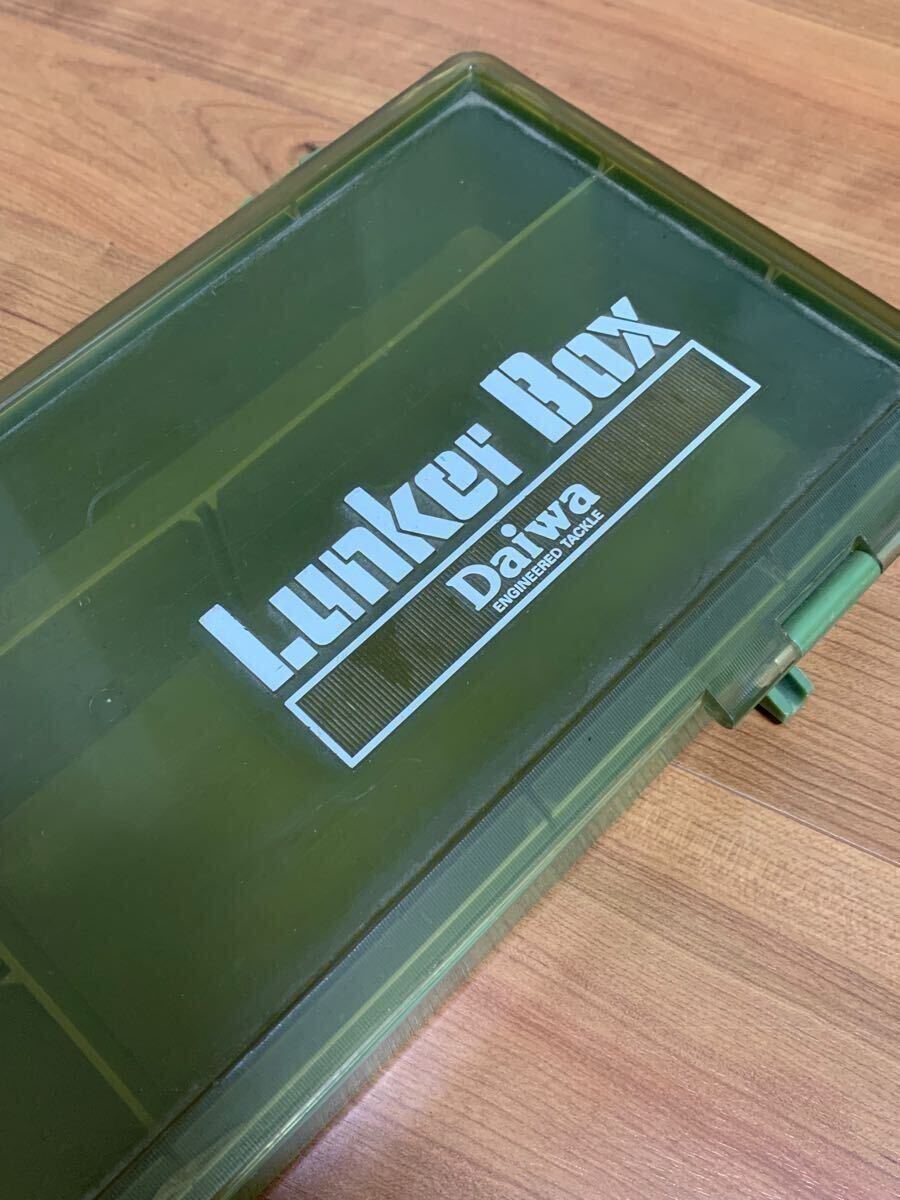 Lunker Box
Daiwa
ENGINEERED TACKLE